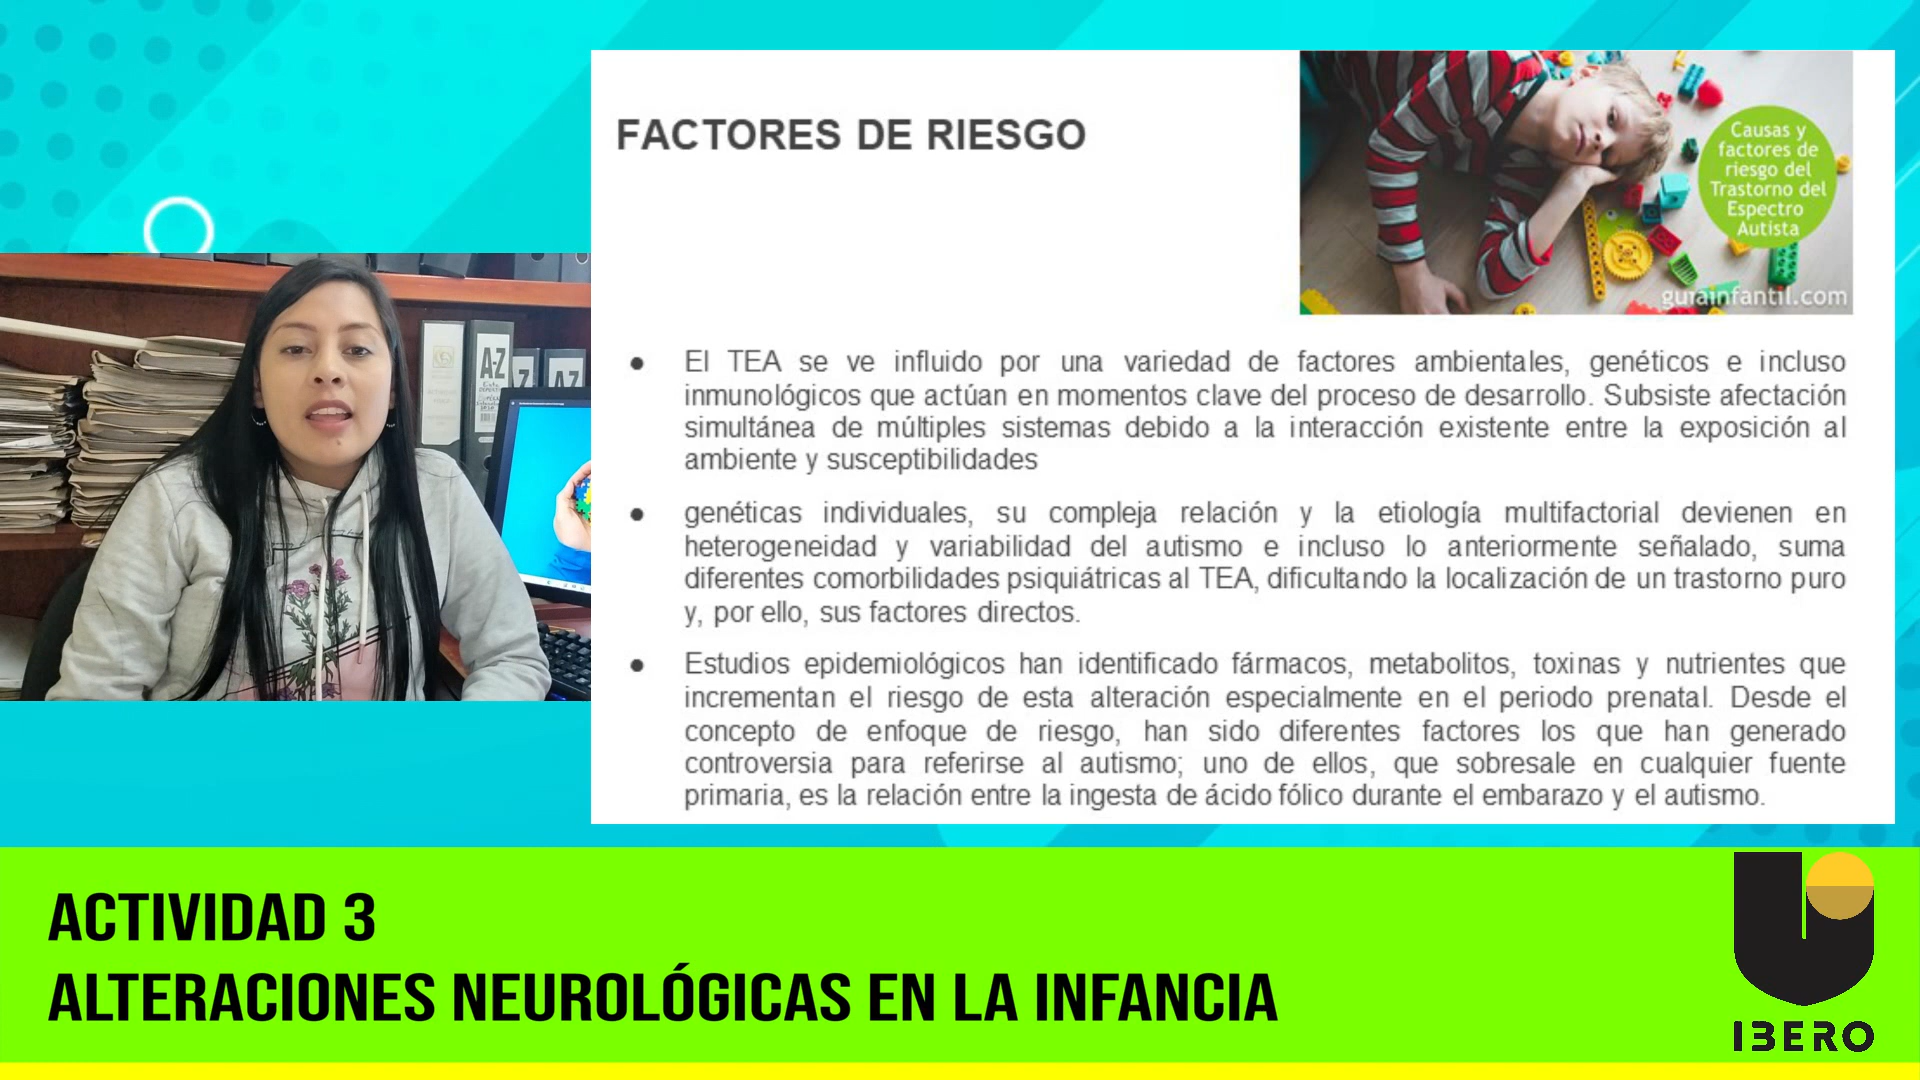 FACTORES DE RIESGO
Causas y
factores de
riesgo del
Trastorno del
Espectro
Autista
guiainfantil.com
A-Z
Z
A-Z
El TEA se ve influido por una variedad de factores ambientales, genéticos e incluso
inmunológicos que actúan en momentos clave del proceso de desarrollo. Subsiste afectación
simultánea de múltiples sistemas debido a la interacción existente entre la exposición al
ambiente y susceptibilidades
genéticas individuales, su compleja relación y la etiología multifactorial devienen en
heterogeneidad y variabilidad del autismo e incluso lo anteriormente señalado, suma
diferentes comorbilidades psiquiátricas al TEA, dificultando la localización de un trastorno puro
y, por ello, sus factores directos.
Estudios epidemiológicos han identificado fármacos, metabolitos, toxinas y nutrientes que
incrementan el riesgo de esta alteración especialmente en el periodo prenatal. Desde el
concepto de enfoque de riesgo, han sido diferentes factores los que han generado
controversia para referirse al autismo; uno de ellos, que sobresale en cualquier fuente
primaria, es la relación entre la ingesta de ácido fólico durante el embarazo y el autismo.
ACTIVIDAD 3
ALTERACIONES NEUROLÓGICAS EN LA INFANCIA
IBERO